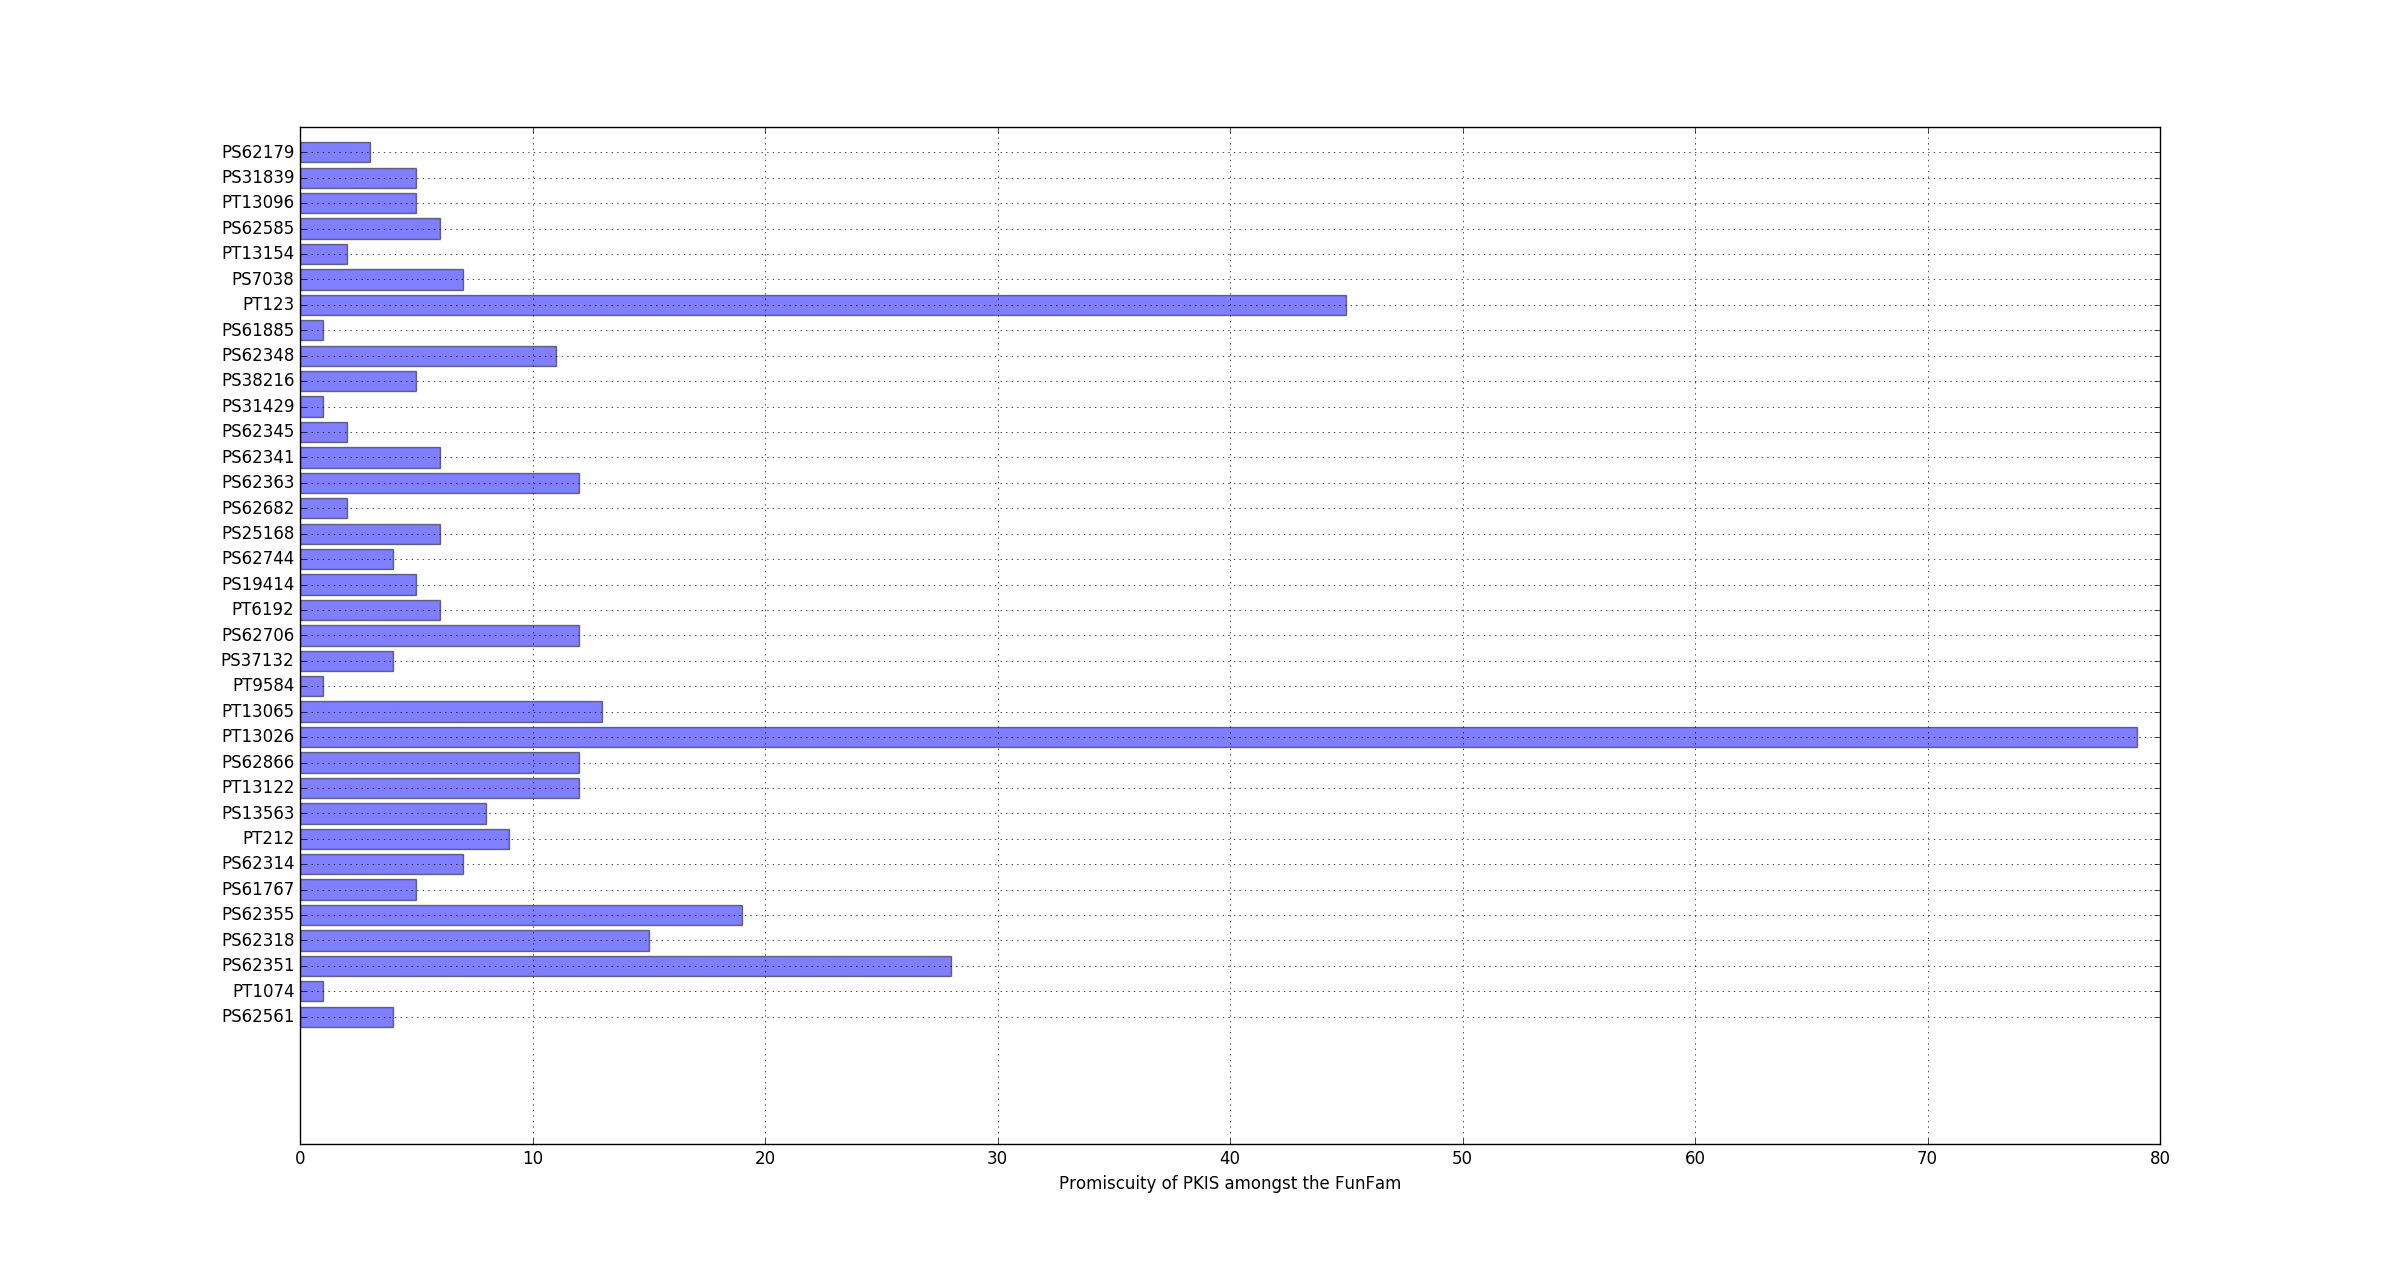 PS62179
PS31839
PT13096
PS62585
PT13154
PS7038
PT123
PS61885
PS62348
PS38216
PS31429
PS62345
PS62341
PS62363
PS62682
PS25168
PS62744
PS19414
PT6192
PS62706
PS37132
PT9584
PT13065
PT13026
PS62866
PT13122
PS13563
PT212
PS62314
PS61767
PS62355
PS62318
PS62351
PT1074
PS62561
0 10 20 30 40 50 60 70 80
Promiscuity of PKIS amongst the FunFam